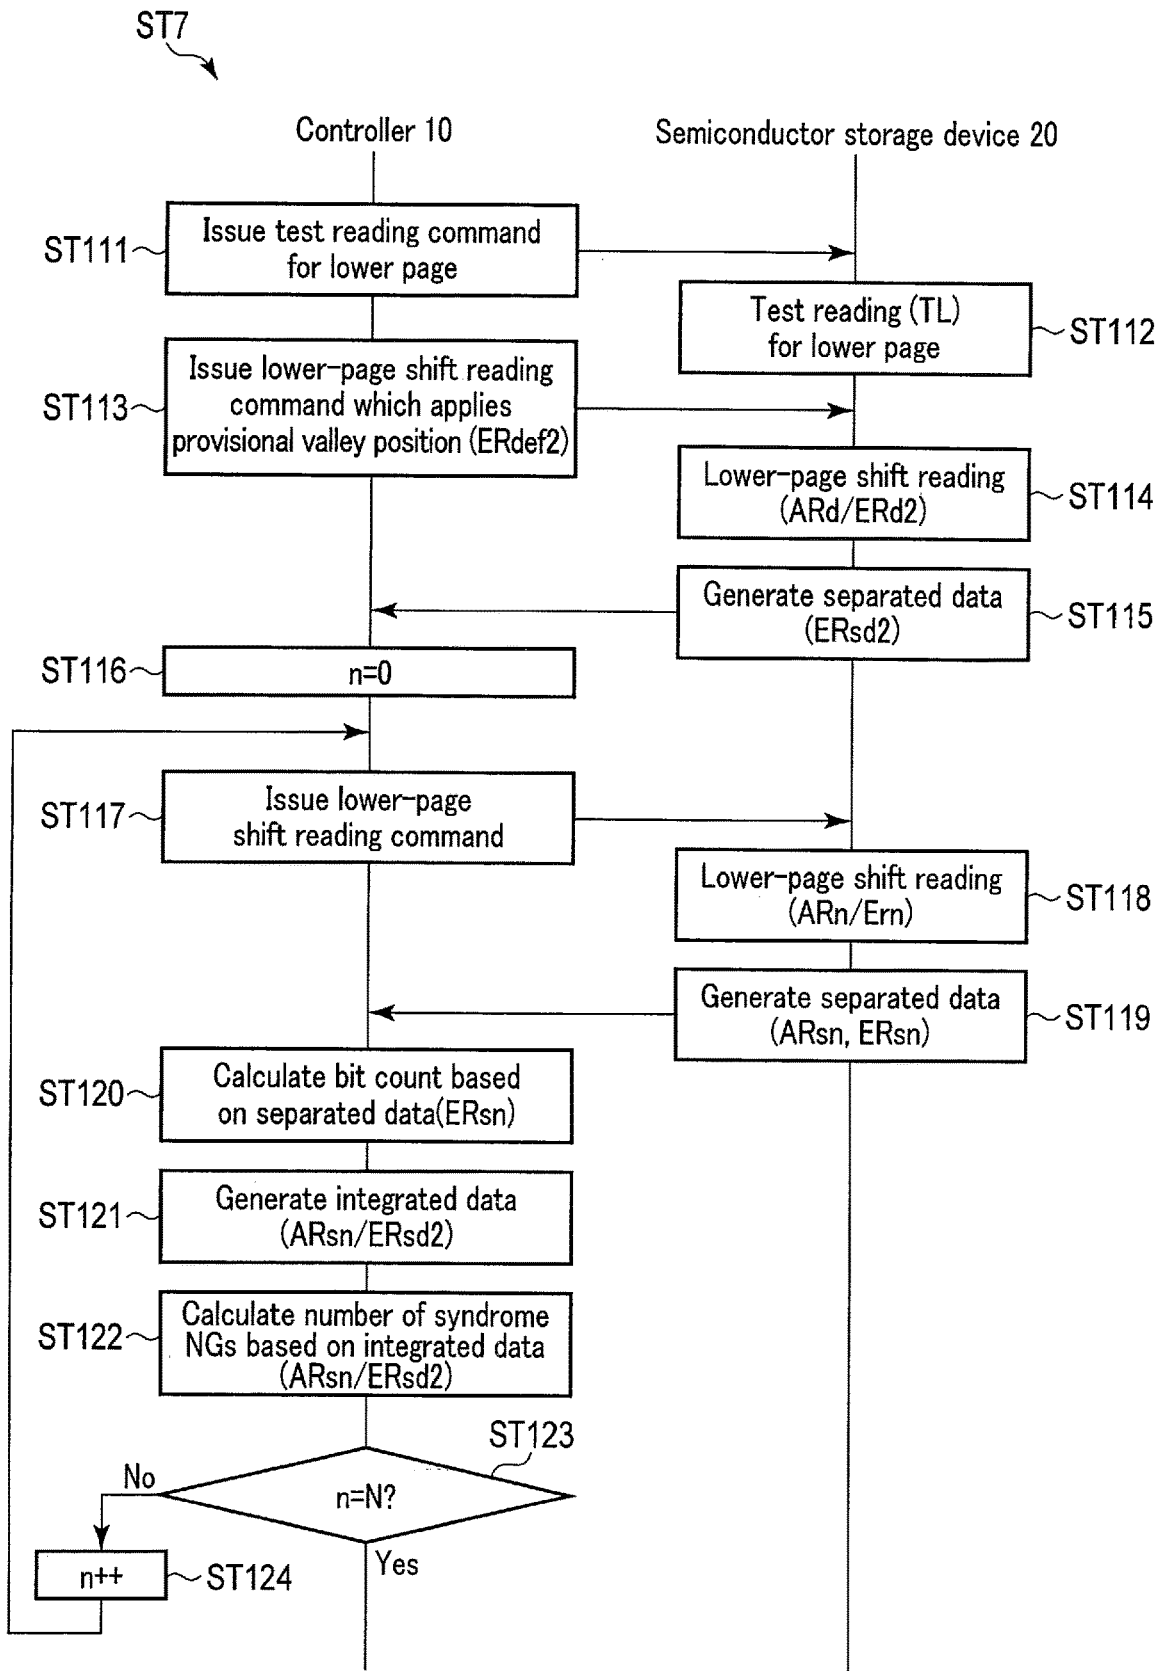 ST7
Controller 10
Semiconductor storage device 20
ST111
Issue test reading command
for lower page
Test reading (TL)
for lower page
ST112
ST113
Issue lower-page shift reading
command which applies
provisional valley position (ERdef2)
Lower-page shift reading
(ARd/ERd2)
ST114
Generate separated data
(ERsd2)
ST115
ST116
n=0
ST117
Issue lower-page
shift reading command
Lower-page shift reading
(ARn/Ern)
ST118
Generate separated data
(ARsn, ERsn)
ST119
ST120
Calculate bit count based
on separated data(ERsn)
ST121
Generate integrated data
(ARsn/ERsd2)
ST122
Calculate number of syndrome
NGs based on integrated data
(ARsn/ERsd2)
ST123
No
n=N?
Yes
n++
ST124